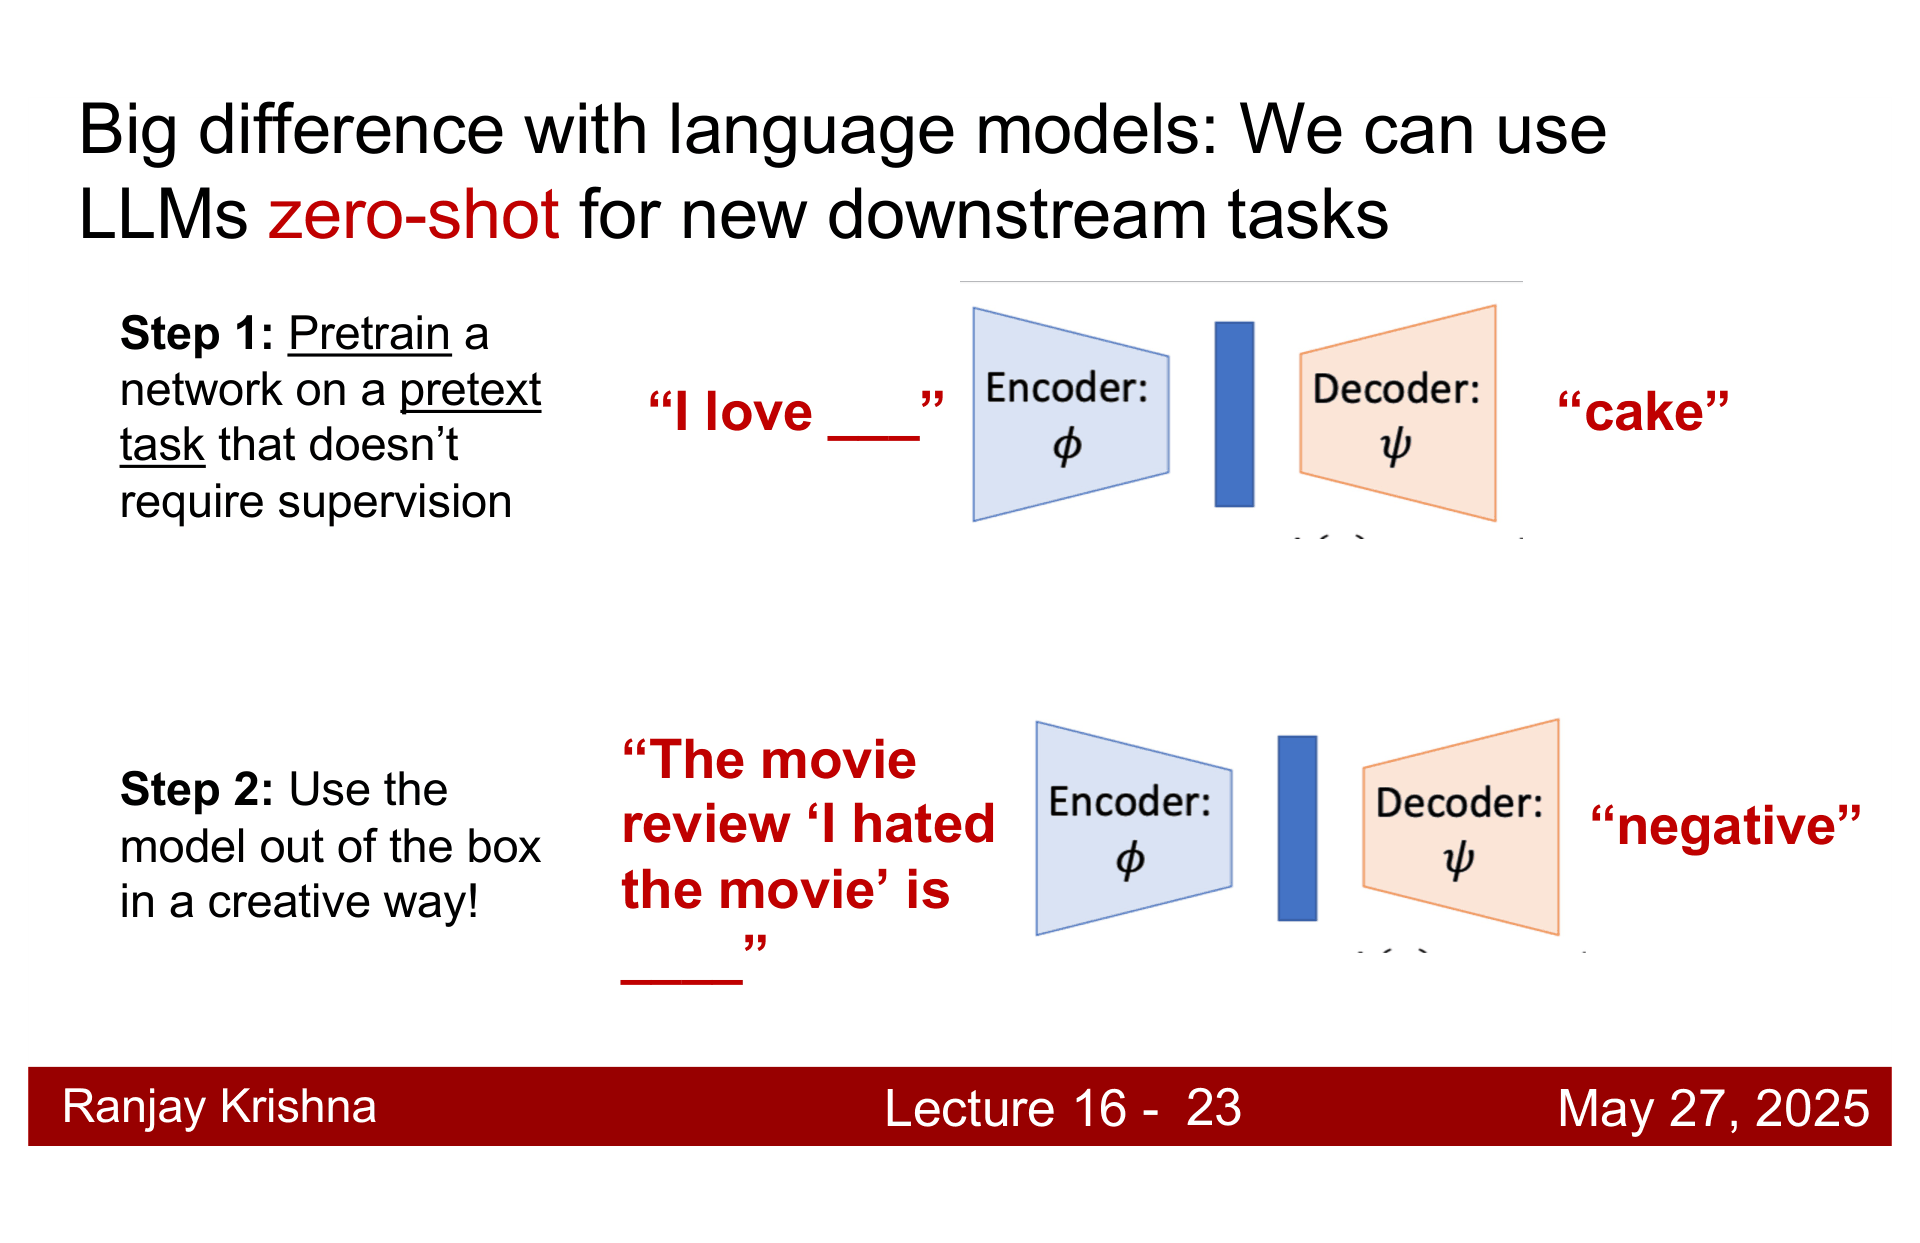 Big difference with language models: We can use
LLMs zero-shot for new downstream tasks
Step 1: Pretrain a
network on a pretext
task that doesn’t
require supervision
“I love ___”
Encoder:
ϕ
Decoder:
ψ
“cake”
Step 2: Use the
model out of the box
in a creative way!
“The movie
review ‘I hated
the movie’ is
____”
Encoder:
ϕ
Decoder:
ψ
“negative”
Ranjay Krishna
Lecture 16 - 23
May 27, 2025